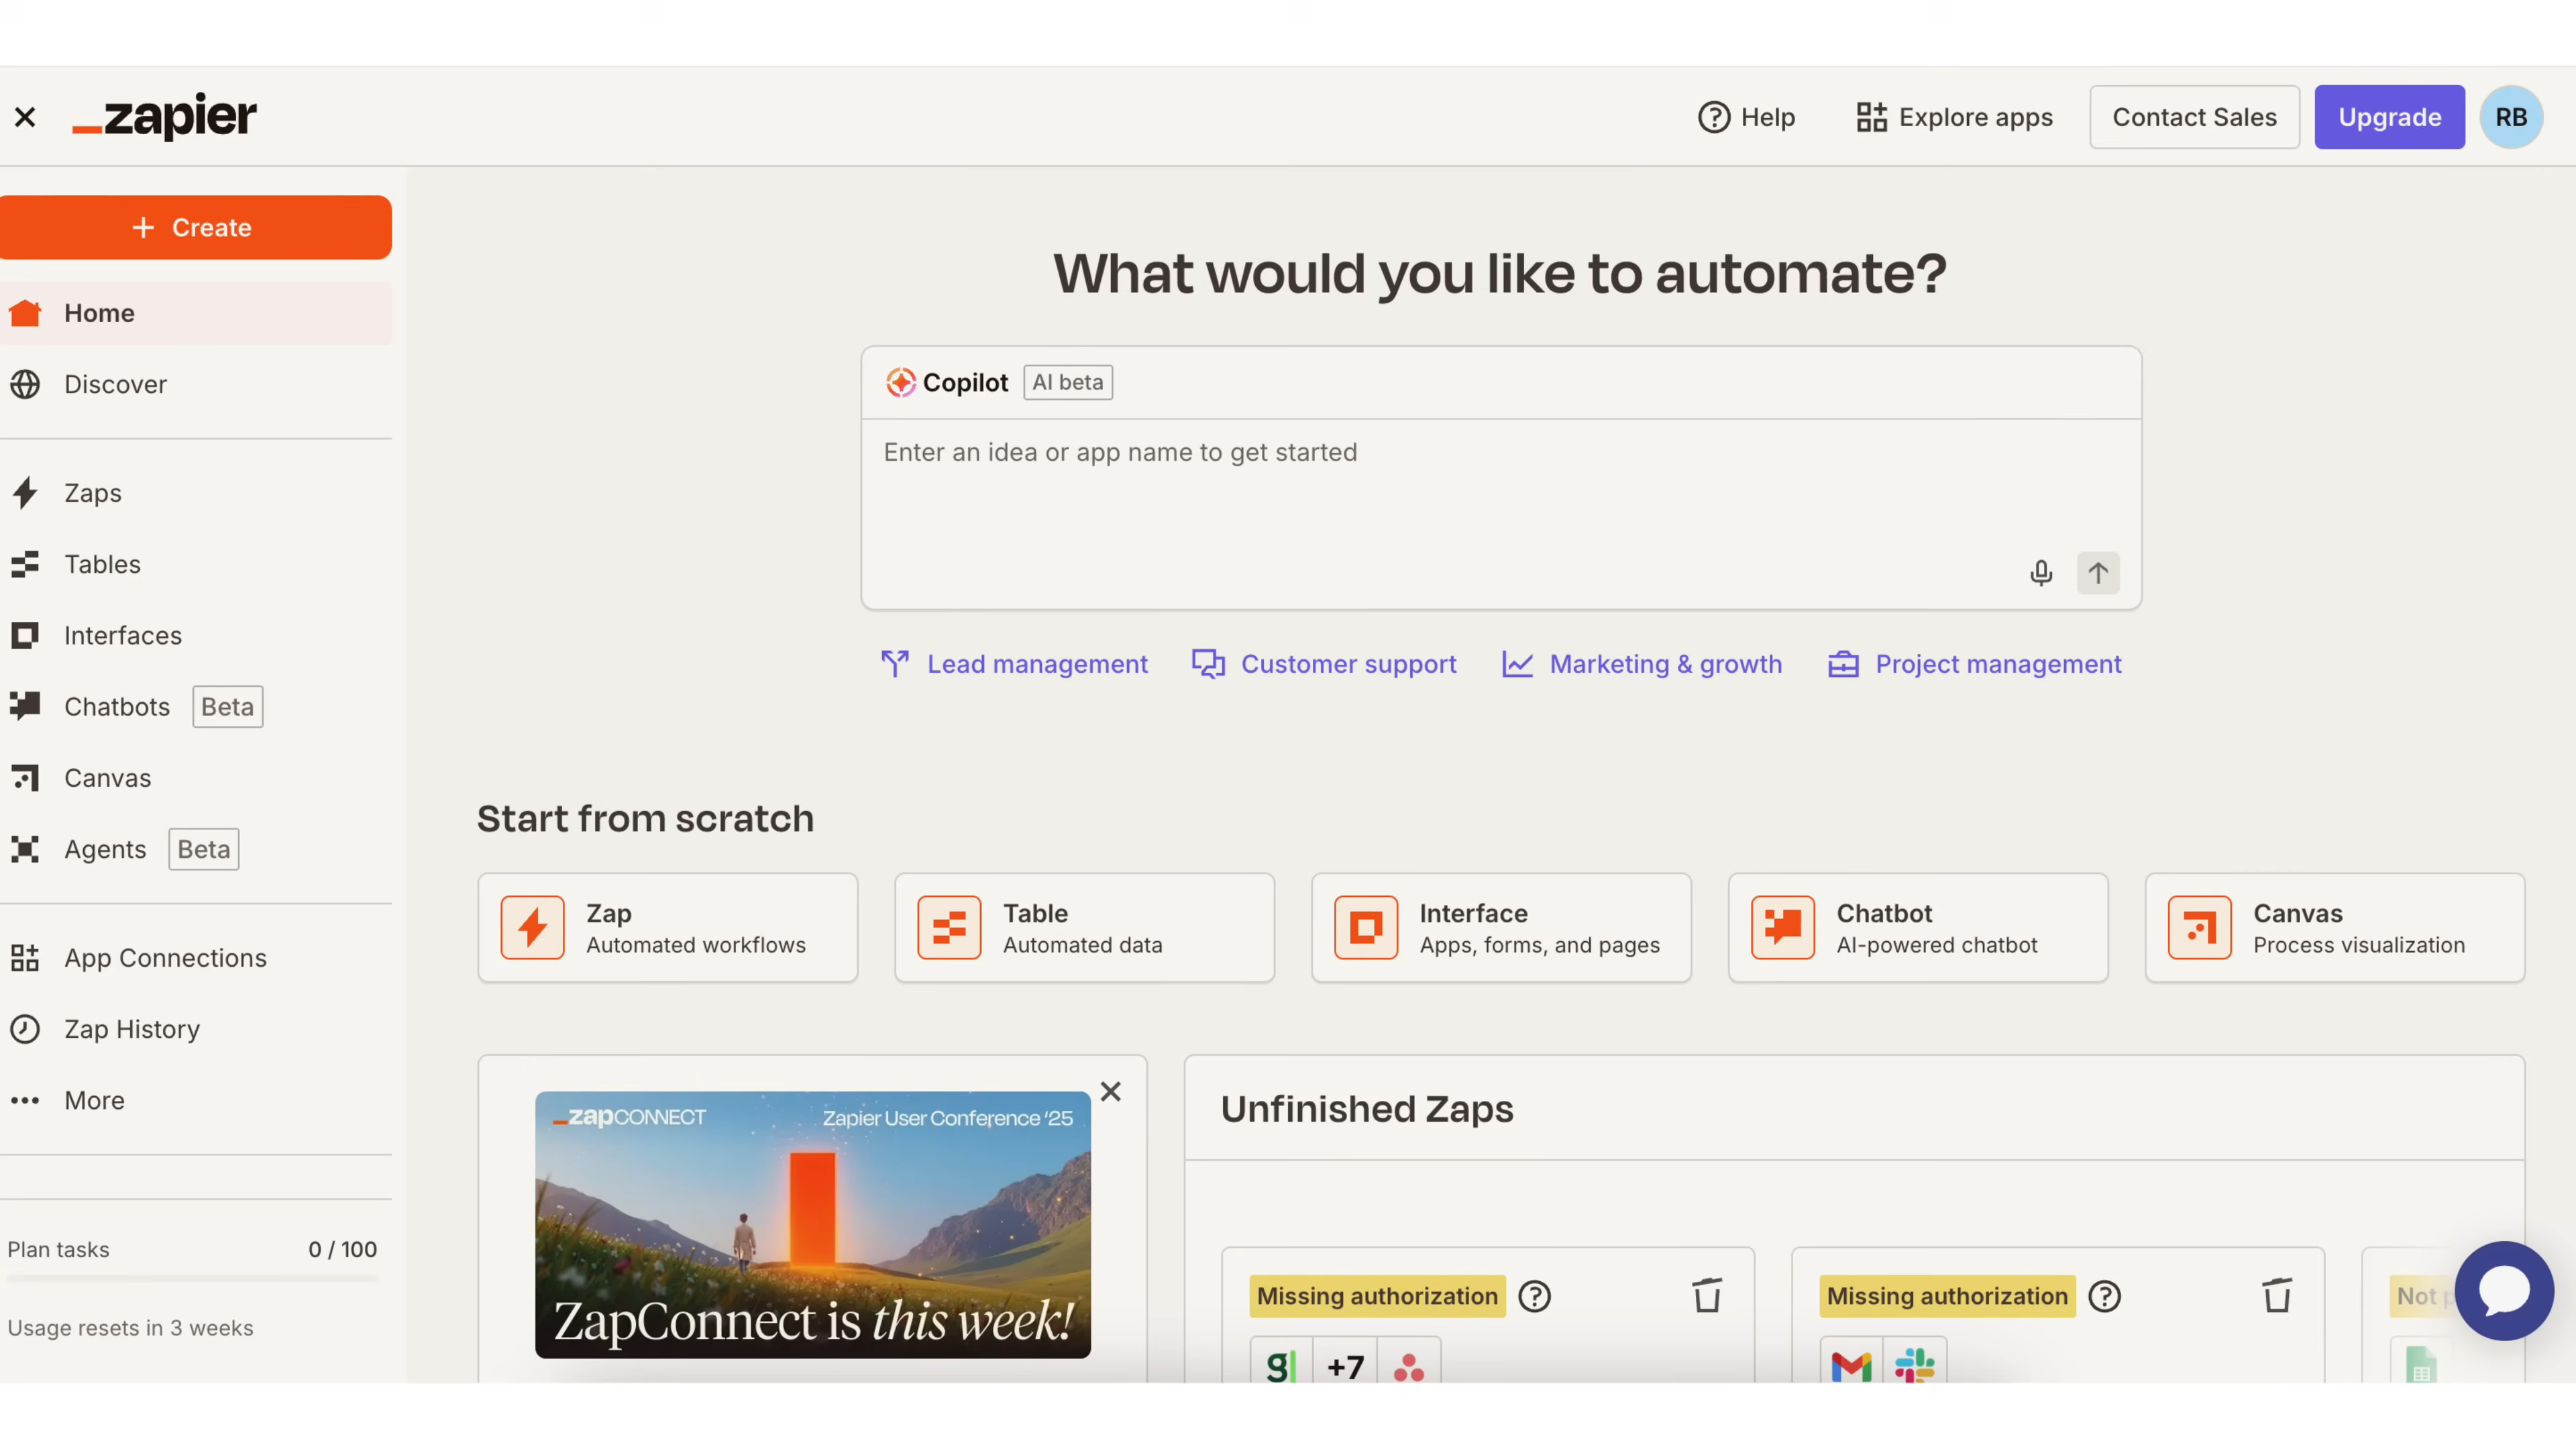 zapier
Help
Explore apps
Contact Sales
Upgrade
RB
Create
Home
Discover
Zaps
Tables
Interfaces
Chatbots Beta
Canvas
Agents Beta
App Connections
Zap History
More
Plan tasks 0 / 100
Usage resets in 3 weeks
What would you like to automate?
Copilot AI beta
Enter an idea or app name to get started
Lead management
Customer support
Marketing & growth
Project management
Start from scratch
Zap
Automated workflows
Table
Automated data
Interface
Apps, forms, and pages
Chatbot
AI-powered chatbot
Canvas
Process visualization
zapCONNECT
Zapier User Conference '25
ZapConnect is this week!
Unfinished Zaps
Missing authorization
+7
Missing authorization
Not